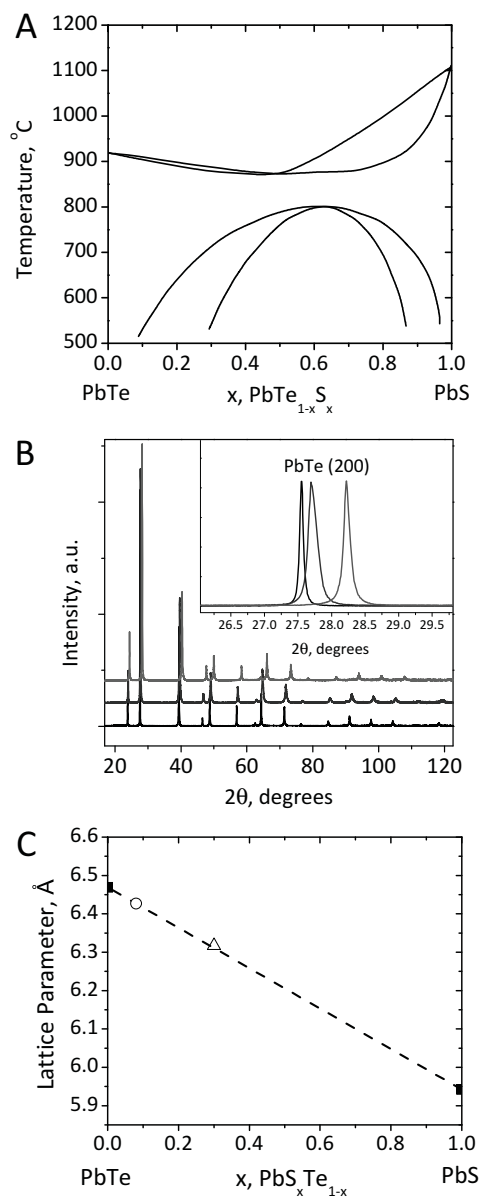 A
1200
1100
1000
900
800
700
600
500
Temperature, °C
0.0 0.2 0.4 0.6 0.8 1.0
PbTe x, PbTe1-xSx PbS
B
PbTe (200)
26.5 27.0 27.5 28.0 28.5 29.0 29.5
2θ, degrees
Intensity, a.u.
20 40 60 80 100 120
2θ, degrees
C
6.6
6.5
6.4
6.3
6.2
6.1
6.0
5.9
Lattice Parameter, Å
0.0 0.2 0.4 0.6 0.8 1.0
PbTe x, PbSxTe1-x PbS